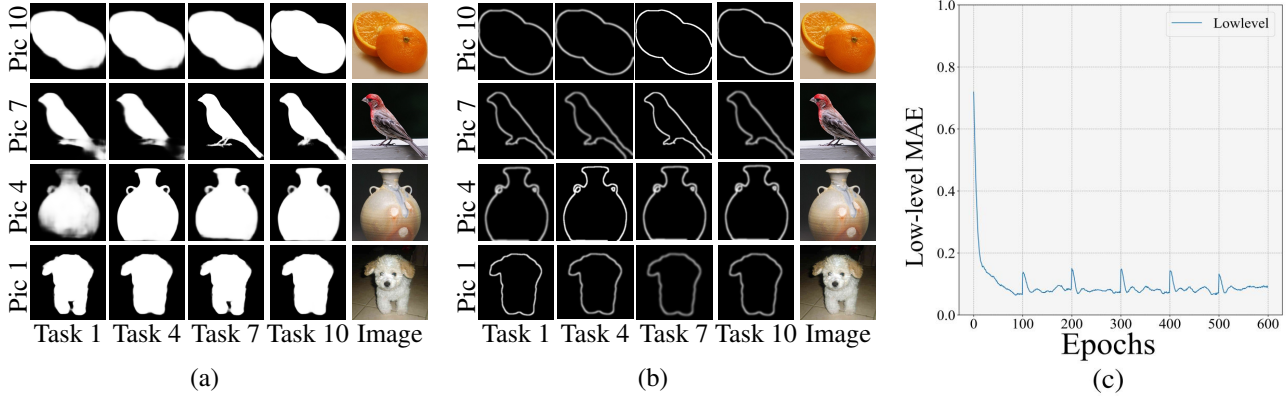 Pic 10
Pic 7
Pic 4
Pic 1
Task 1 Task 4 Task 7 Task 10 Image
(a)
Pic 10
Pic 7
Pic 4
Pic 1
Task 1 Task 4 Task 7 Task 10 Image
(b)
Lowlevel
Low-level MAE
1.0
0.8
0.6
0.4
0.2
0.0
0 100 200 300 400 500 600
Epochs
(c)